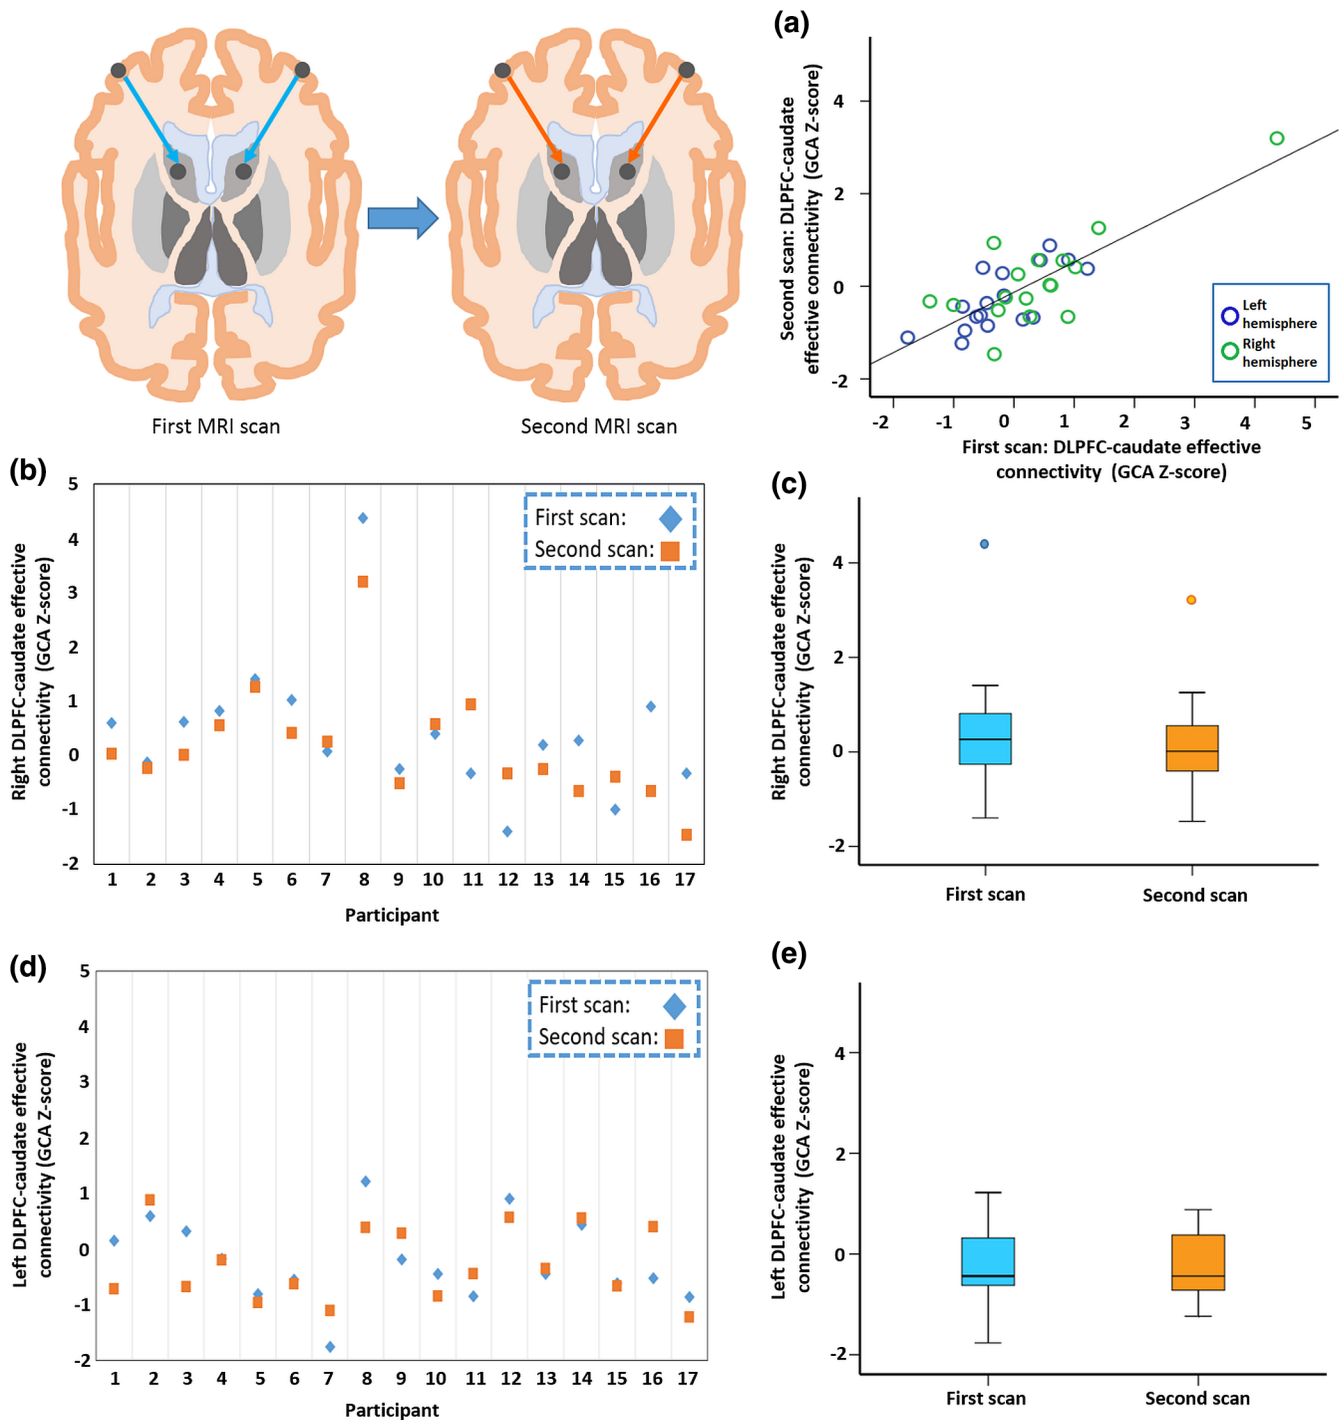 First MRI scan
Second MRI scan
(a)
Second scan: DLPFC-caudate
effective connectivity (GCA Z-score)
4
2
0
-2
-2 -1 0 1 2 3 4 5
First scan: DLPFC-caudate effective
connectivity (GCA Z-score)
Left
hemisphere
Right
hemisphere
(b)
Right DLPFC-caudate effective
connectivity (GCA Z-score)
5
4
3
2
1
0
-1
-2
First scan:
Second scan:
1 2 3 4 5 6 7 8 9 10 11 12 13 14 15 16 17
Participant
(c)
Right DLPFC-caudate effective
connectivity (GCA Z-score)
4
2
0
-2
First scan
Second scan
(d)
Left DLPFC-caudate effective
connectivity (GCA Z-score)
5
4
3
2
1
0
-1
-2
First scan:
Second scan:
1 2 3 4 5 6 7 8 9 10 11 12 13 14 15 16 17
Participant
(e)
Left DLPFC-caudate effective
connectivity (GCA Z-score)
4
2
0
-2
First scan
Second scan